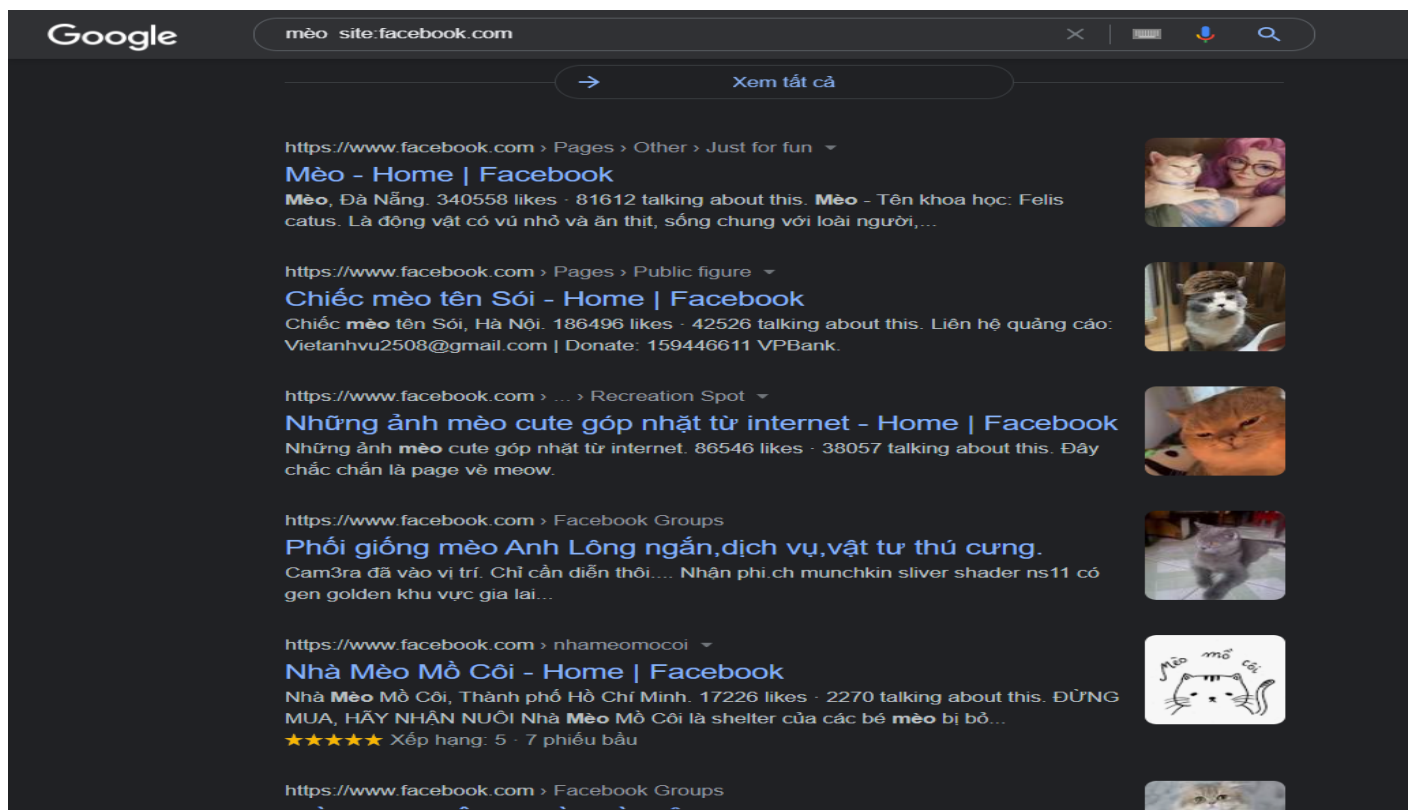 Google
mèo site:facebook.com
Xem tất cả
https://www.facebook.com › Pages › Other › Just for fun
Mèo - Home | Facebook
Mèo, Đà Nẵng. 340558 likes · 81612 talking about this. Mèo - Tên khoa học: Felis
catus. Là động vật có vú nhỏ và ăn thịt, sống chung với loài người,...
https://www.facebook.com › Pages › Public figure
Chiếc mèo tên Sói - Home | Facebook
Chiếc mèo tên Sói, Hà Nội. 186496 likes · 42526 talking about this. Liên hệ quảng cáo:
Vietanhvu2508@gmail.com | Donate: 159446611 VPBank.
https://www.facebook.com › ... › Recreation Spot
Những ảnh mèo cute góp nhặt từ internet - Home | Facebook
Những ảnh mèo cute góp nhặt từ internet. 86546 likes · 38057 talking about this. Đây
chắc chắn là page vè meow.
https://www.facebook.com › Facebook Groups
Phối giống mèo Anh Lông ngắn,dịch vụ,vật tư thú cưng.
Cam3ra đã vào vị trí. Chỉ cần diễn thôi.... Nhận phi.ch munchkin sliver shader ns11 có
gen golden khu vực gia lai...
https://www.facebook.com › nhameomocoi
Nhà Mèo Mồ Côi - Home | Facebook
Nhà Mèo Mồ Côi, Thành phố Hồ Chí Minh. 17226 likes · 2270 talking about this. ĐỪNG
MUA, HÃY NHẬN NUÔI Nhà Mèo Mồ Côi là shelter của các bé mèo bị bỏ...
Xếp hạng: 5 · 7 phiếu bầu
Mèo mồ côi
https://www.facebook.com › Facebook Groups